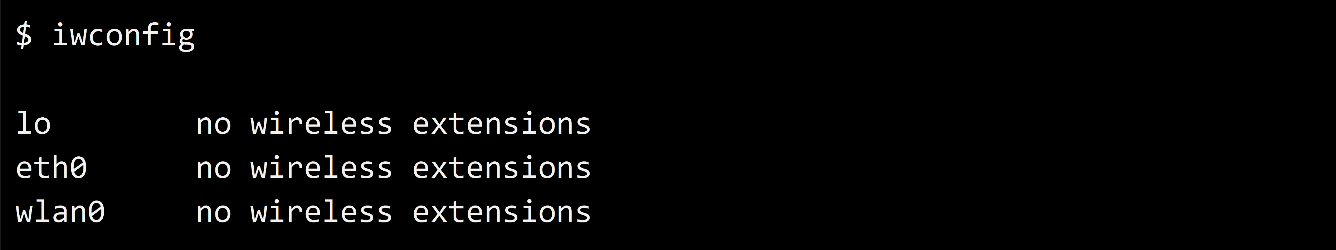 $ iwconfig
lo no wireless extensions
eth0 no wireless extensions
wlan0 no wireless extensions